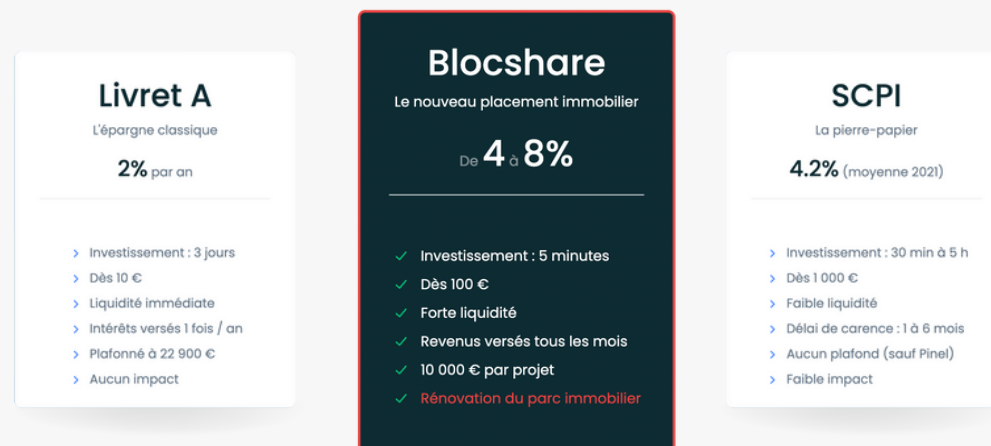 Livret A
L'épargne classique
2% par an
Investissement : 3 jours
Dès 10 €
Liquidité immédiate
Intérêts versés 1 fois / an
Plafonné à 22 900 €
Aucun impact
Blocshare
Le nouveau placement immobilier
De 4 à 8%
Investissement : 5 minutes
Dès 100 €
Forte liquidité
Revenus versés tous les mois
10 000 € par projet
Rénovation du parc immobilier
SCPI
La pierre-papier
4.2% (moyenne 2021)
Investissement : 30 min à 5 h
Dès 1 000 €
Faible liquidité
Délai de carence : 1 à 6 mois
Aucun plafond (sauf Pinel)
Faible impact